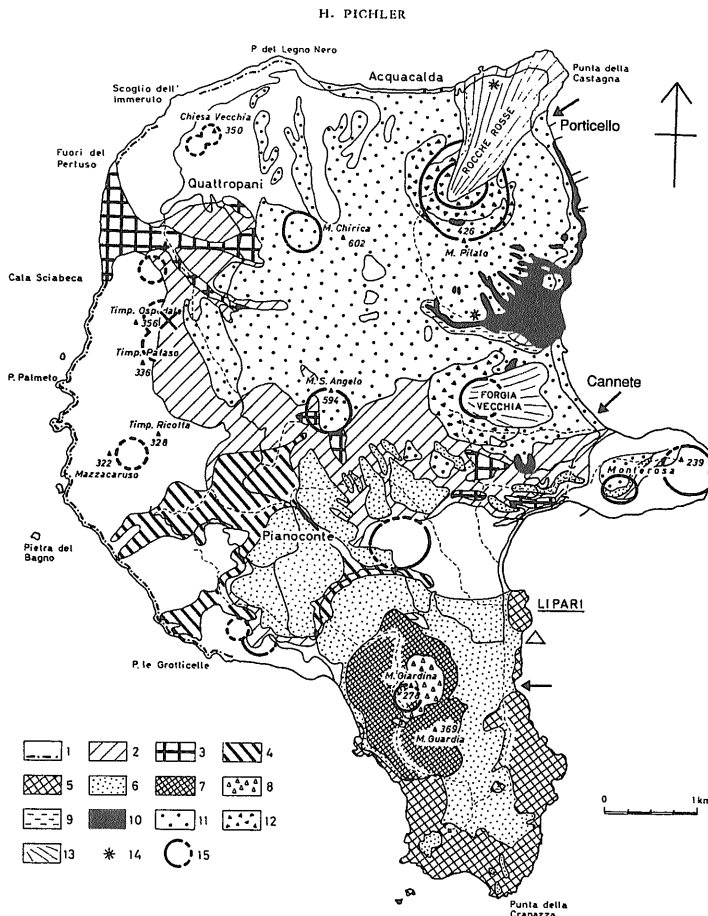 H. PICHLER
P. del Legno Nero
Acquacalda
Punta della
Castagna
Scoglio dell'
Immeruto
Chiesa Vecchia
350
Porticello
ROCCHE ROSSE
Fuori del
Pertuso
Quattropani
M. Chirica
602
426
M. Pilato
Cala Sciabeca
Timp. Ospedale
356
Timp. Pataso
336
P. Palmeto
M. S. Angelo
594
FORGIA
VECCHIA
Cannete
Timp. Ricotta
328
322
Mazzacaruso
Monterosa
239
Pietra del
Bagno
Pianoconte
LIPARI
P. le Grotticelle
M. Giardina
278
369
M. Guardia
1 2 3 4
5 6 7 8
9 10 11 12
13 14 15
0 1 km
Punta della
Crapazza